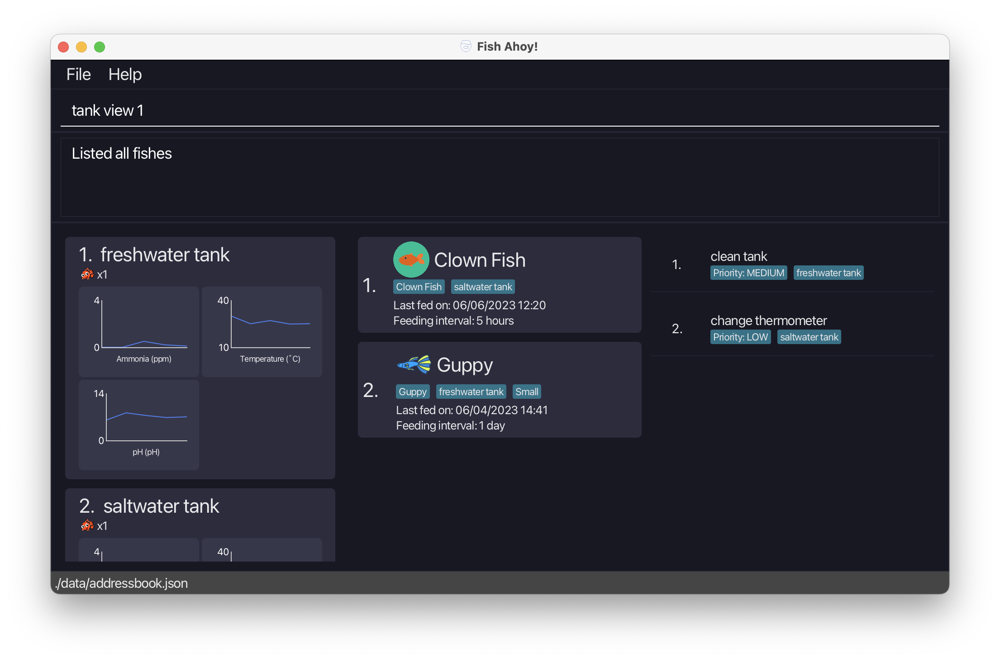 Fish Ahoy!
File Help
tank view 1
Listed all fishes
1. freshwater tank
x1
4
0
Ammonia (ppm)
40
10
Temperature (˚C)
14
0
pH (pH)
2. saltwater tank
x1
4
40
1.
Clown Fish
Clown Fish saltwater tank
Last fed on: 06/06/2023 12:20
Feeding interval: 5 hours
2.
Guppy
Guppy freshwater tank Small
Last fed on: 06/04/2023 14:41
Feeding interval: 1 day
1.
clean tank
Priority: MEDIUM freshwater tank
2.
change thermometer
Priority: LOW saltwater tank
./data/addressbook.json